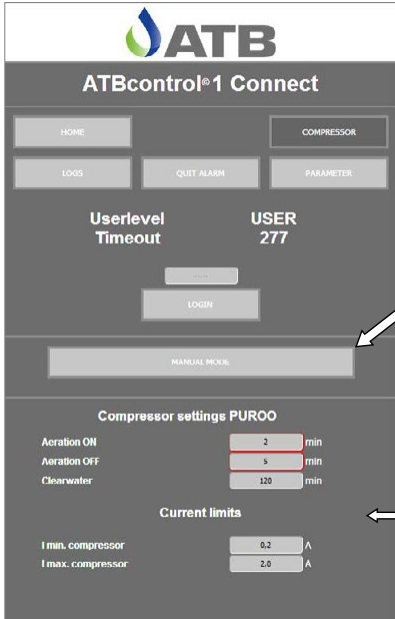 ATB
ATBcontrol®1 Connect
HOME COMPRESSOR
LOGS QUIT ALARM PARAMETER
Userlevel USER
Timeout 277
LOGIN
MANUAL MODE
Compressor settings PUROO
Aeration ON 2 min
Aeration OFF 5 min
Clearwater 120 min
Current limits
I min. compressor 0,2 A
I max. compressor 2.0 A